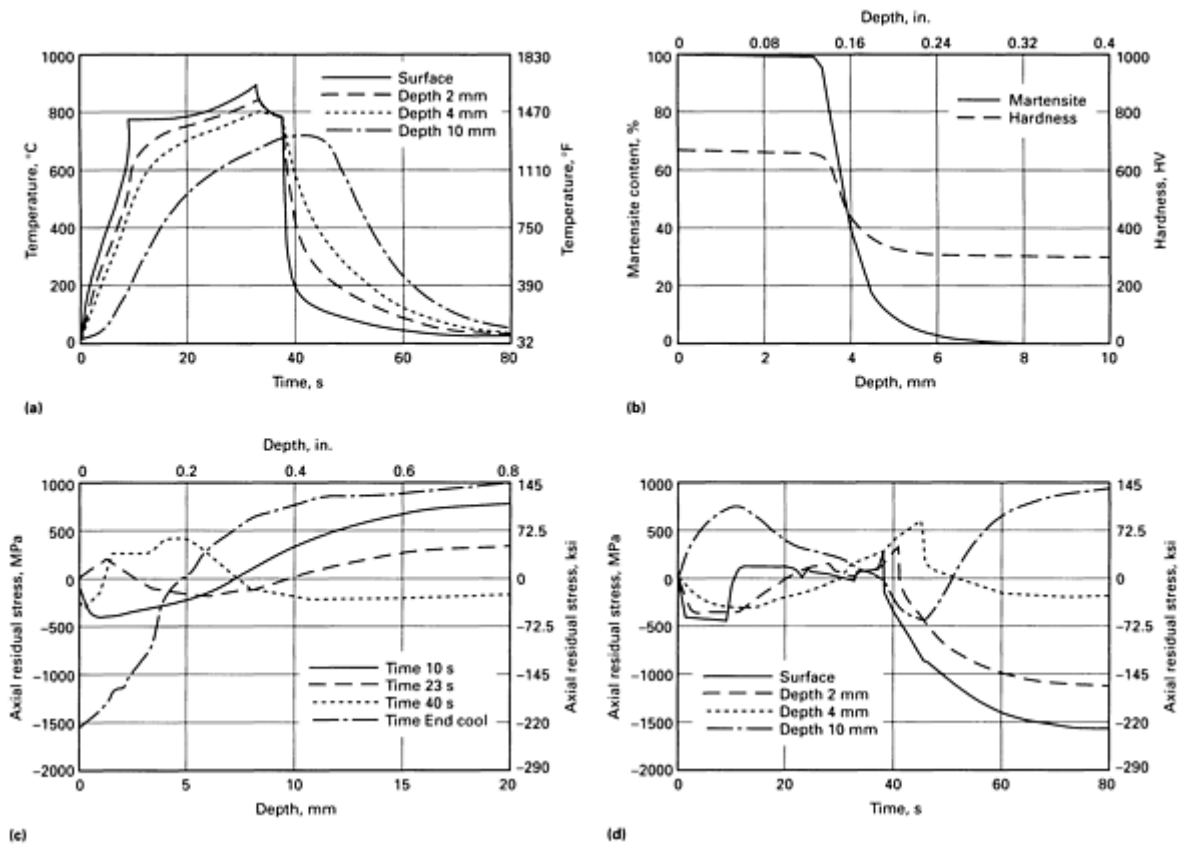 1000
800
600
400
200
0
Temperature, °C
1830
1470
1110
750
390
32
Temperature, °F
Surface
Depth 2 mm
Depth 4 mm
Depth 10 mm
0 20 40 60 80
Time, s
(a)
Depth, in.
0 0.08 0.16 0.24 0.32 0.4
100
80
60
40
20
0
Martensite content, %
1000
800
600
400
200
0
Hardness, HV
Martensite
Hardness
0 2 4 6 8 10
Depth, mm
(b)
Depth, in.
0 0.2 0.4 0.6 0.8
1000
500
0
−500
−1000
−1500
−2000
Axial residual stress, MPa
145
72.5
0
−72.5
−145
−220
−290
Axial residual stress, ksi
Time 10 s
Time 23 s
Time 40 s
Time End cool
0 5 10 15 20
Depth, mm
(c)
1000
500
0
−500
−1000
−1500
−2000
Axial residual stress, MPa
145
72.5
0
−72.5
−145
−220
−290
Axial residual stress, ksi
Surface
Depth 2 mm
Depth 4 mm
Depth 10 mm
0 20 40 60 80
Time, s
(d)